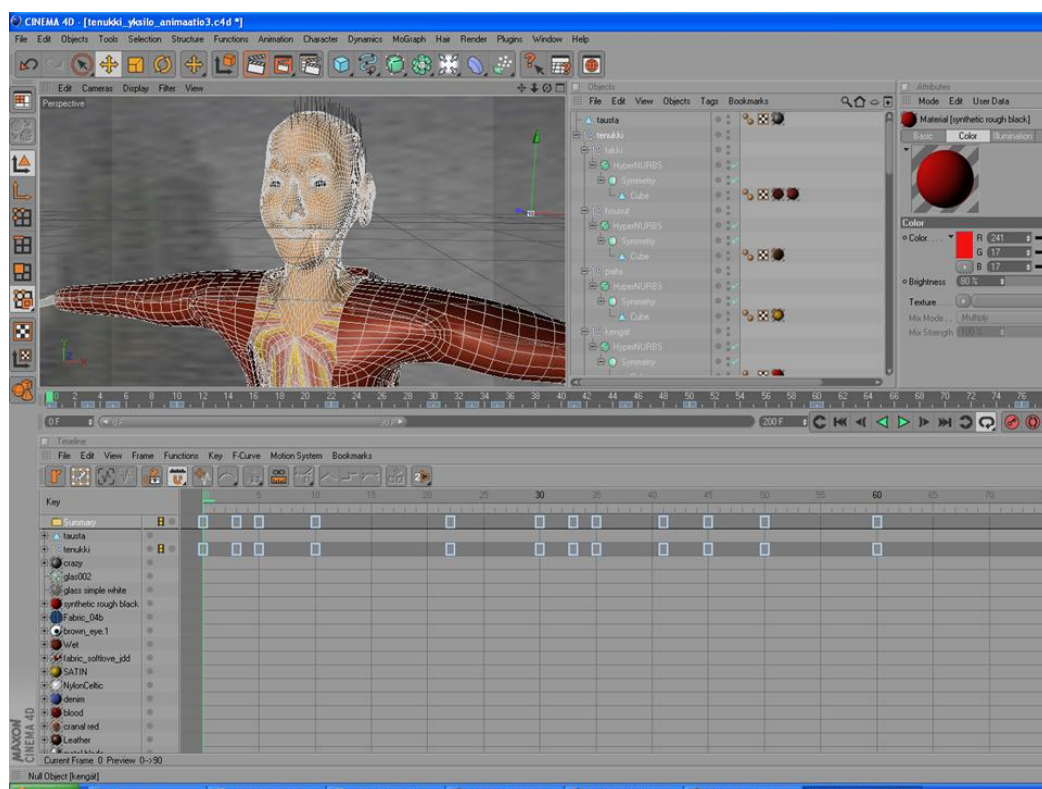 CINEMA 4D - [tenukki_yksilo_animaatio3.c4d *]
File Edit Objects Tools Selection Structure Functions Animation Character Dynamics MoGraph Hair Render Plugins Window Help
Edit Cameras Display Filter View
Perspective
Objects
File Edit View Objects Tags Bookmarks
tausta
tenukki
takki
HyperNURBS
Symmetry
Cube
housut
HyperNURBS
Symmetry
Cube
paita
HyperNURBS
Symmetry
Cube
kengat
HyperNURBS
Symmetry
Cube
Attributes
Mode Edit User Data
Material [synthetic rough black]
Basic Color Illumination
Color
Color R 241
G 17
B 17
Brightness 80 %
Texture
Mix Mode Multiply
Mix Strength 100 %
0 2 4 6 8 10 12 14 16 18 20 22 24 26 28 30 32 34 36 38 40 42 44 46 48 50 52 54 56 58 60 62 64 66 68 70 72 74 76
0 F 200 F
Timeline
File Edit View Frame Functions Key F-Curve Motion System Bookmarks
Key
0 5 10 15 20 25 30 35 40 45 50 55 60 65 70
Summary
tausta
tenukki
crazy
glas002
glass simple white
synthetic rough black
Fabric_04b
brown_eye.1
Wet
fabric_softlove_jdd
SATIN
NylonCeltic
denim
blood
cranal red
Leather
MAXON
CINEMA 4D
Current Frame 0 Preview 0-->90
Null Object [kengät]